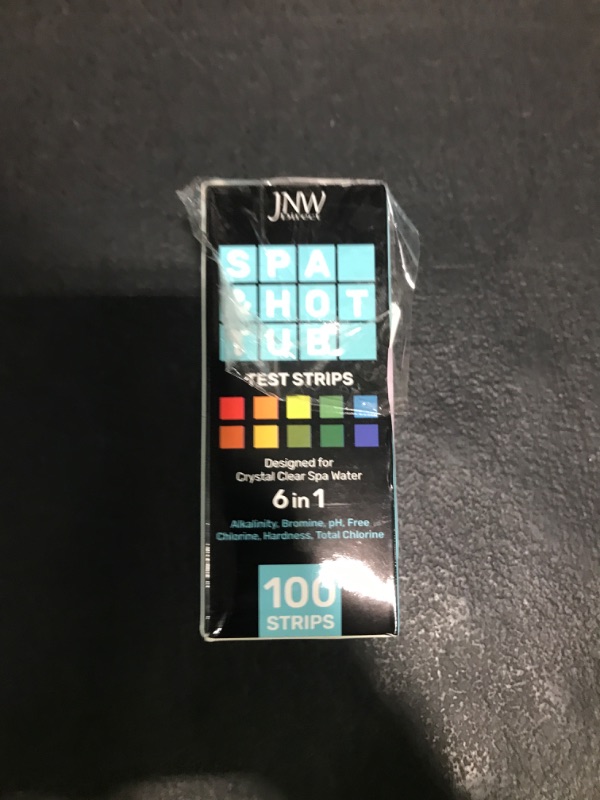 JNW
DIRECT
SPA
&HOT
TUB
TEST STRIPS
Designed for
Crystal Clear Spa Water
6 in 1
Alkalinity, Bromine, pH, Free
Chlorine, Hardness, Total Chlorine
100
STRIPS